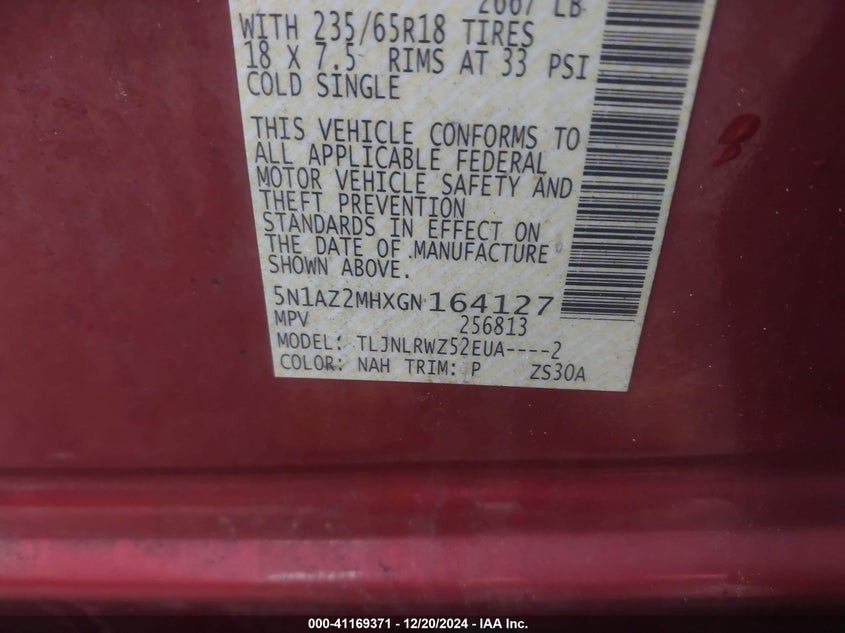 2667 LB
WITH 235/65R18 TIRES
18 X 7.5 RIMS AT 33 PSI
COLD SINGLE
THIS VEHICLE CONFORMS TO
ALL APPLICABLE FEDERAL
MOTOR VEHICLE SAFETY AND
THEFT PREVENTION
STANDARDS IN EFFECT ON
THE DATE OF MANUFACTURE
SHOWN ABOVE.
5N1AZ2MHXGN164127
MPV 256813
MODEL: TLJNLRWZ52EUA----2
COLOR: NAH TRIM: P ZS30A
000-41169371 - 12/20/2024 - IAA Inc.